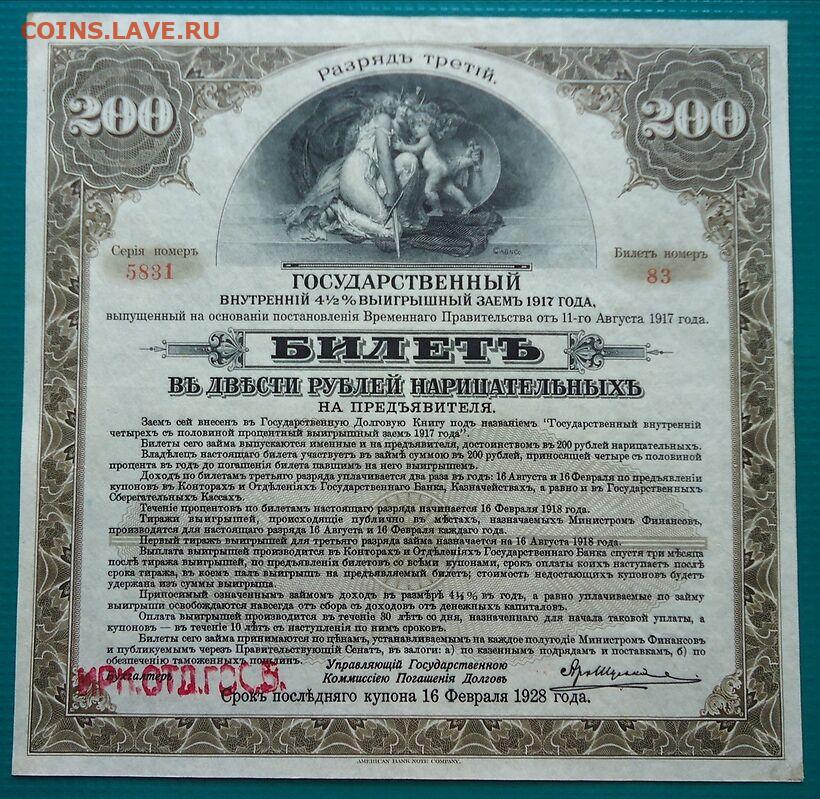 COINS.LAVE.RU
Разрядъ третій.
200
200
Серія номеръ
5831
Билетъ номеръ
83
ГОСУДАРСТВЕННЫЙ
ВНУТРЕННІЙ 4½% ВЫИГРЫШНЫЙ ЗАЕМЪ 1917 ГОДА,
выпущенный на основаніи постановленія Временнаго Правительства отъ 11-го Августа 1917 года.
БИЛЕТЪ
ВЪ ДВѢСТИ РУБЛЕЙ НАРИЦАТЕЛЬНЫХЪ
НА ПРЕДЪЯВИТЕЛЯ.
Заемъ сей внесенъ въ Государственную Долговую Книгу подъ названіемъ "Государственный внутренній
четырехъ съ половиной процентный выигрышный заемъ 1917 года".
Билеты сего займа выпускаются именные и на предъявителя, достоинствомъ въ 200 рублей нарицательныхъ.
Владѣлецъ настоящаго билета участвуетъ въ займѣ суммою въ 200 рублей, приносящей четыре съ половиной
процента въ годъ до погашенія билета павшимъ на него выигрышемъ.
Доходъ по билетамъ третьяго разряда уплачивается два раза въ годъ: 16 Августа и 16 Февраля по предъявленіи
купоновъ въ Конторахъ и Отдѣленіяхъ Государственнаго Банка, Казначействахъ, а равно и въ Государственныхъ
Сберегательныхъ Кассахъ.
Теченіе процентовъ по билетамъ настоящаго разряда начинается 16 Февраля 1918 года.
Тиражи выигрышей, происходящіе публично въ мѣстахъ, назначаемыхъ Министромъ Финансовъ,
производятся для настоящаго разряда 16 Августа и 16 Февраля каждаго года.
Первый тиражъ выигрышей для третьяго разряда займа назначается на 16 Августа 1918 года.
Выплата выигрышей производится въ Конторахъ и Отдѣленіяхъ Государственнаго Банка спустя три мѣсяца
послѣ тиража выигрышей, по предъявленіи билетовъ со всѣми купонами, срокъ оплаты коихъ наступаетъ послѣ
срока тиража, въ коемъ палъ выигрышъ на предъявляемый билетъ; стоимость недостающихъ купоновъ будетъ
удержана изъ суммы выигрыша.
Приносимый означеннымъ займомъ доходъ въ размѣрѣ 4½% въ годъ, а равно уплачиваемые по займу
выигрыши освобождаются навсегда отъ сбора съ доходовъ отъ денежныхъ капиталовъ.
Оплата выигрышей производится въ теченіе 30 лѣтъ со дня, назначеннаго для начала таковой уплаты, а
купоновъ — въ теченіе 10 лѣтъ съ наступленія по нимъ сроковъ.
Билеты сего займа принимаются по цѣнамъ, устанавливаемымъ на каждое полугодіе Министромъ Финансовъ
и публикуемымъ чрезъ Правительствующій Сенатъ, въ залоги: а) по казеннымъ подрядамъ и поставкамъ, б) по
обезпеченію таможенныхъ пошлинъ.
Бухгалтеръ
Управляющій Государственною
Коммиссіею Погашенія Долговъ
ИРК.ОТД.ГОС.Б.
Срокъ послѣдняго купона 16 Февраля 1928 года.
AMERICAN BANK NOTE COMPANY.